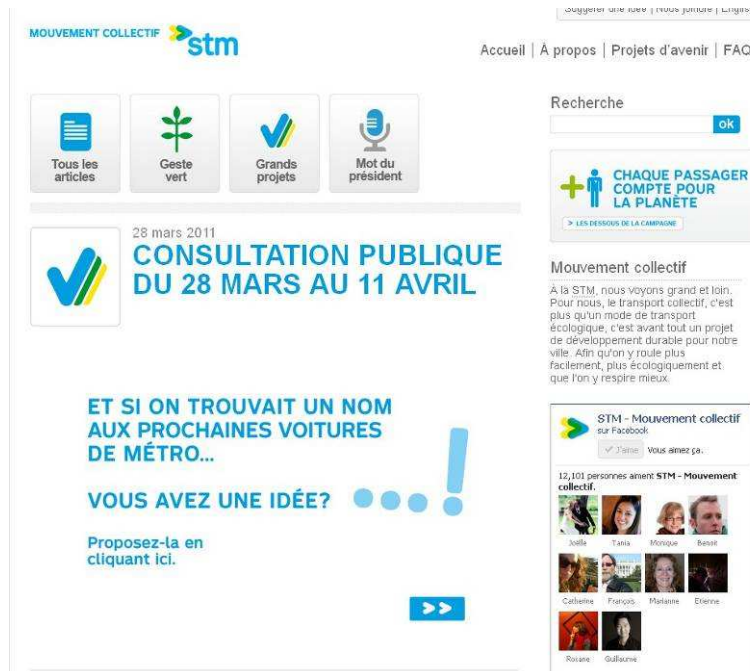 Suggérer une idée | Nous joindre | Englis
MOUVEMENT COLLECTIF stm
Accueil | À propos | Projets d'avenir | FAQ
Tous les
articles
Geste
vert
Grands
projets
Mot du
président
28 mars 2011
CONSULTATION PUBLIQUE
DU 28 MARS AU 11 AVRIL
ET SI ON TROUVAIT UN NOM
AUX PROCHAINES VOITURES
DE MÉTRO...
VOUS AVEZ UNE IDÉE? ...!
Proposez-la en
cliquant ici.
>>
Recherche
ok
CHAQUE PASSAGER
COMPTE POUR
LA PLANÈTE
> LES DESSOUS DE LA CAMPAGNE
Mouvement collectif
À la STM, nous voyons grand et loin.
Pour nous, le transport collectif, c'est
plus qu'un mode de transport
écologique, c'est avant tout un projet
de développement durable pour notre
ville. Afin qu'on y roule plus
facilement, plus écologiquement et
que l'on y respire mieux.
STM - Mouvement collectif
sur Facebook
J'aime Vous aimez ça.
12,101 personnes aiment STM - Mouvement
collectif.
Joëlle Tania Monique Benoit
Catherine François Marianne Etienne
Roxane Guillaume